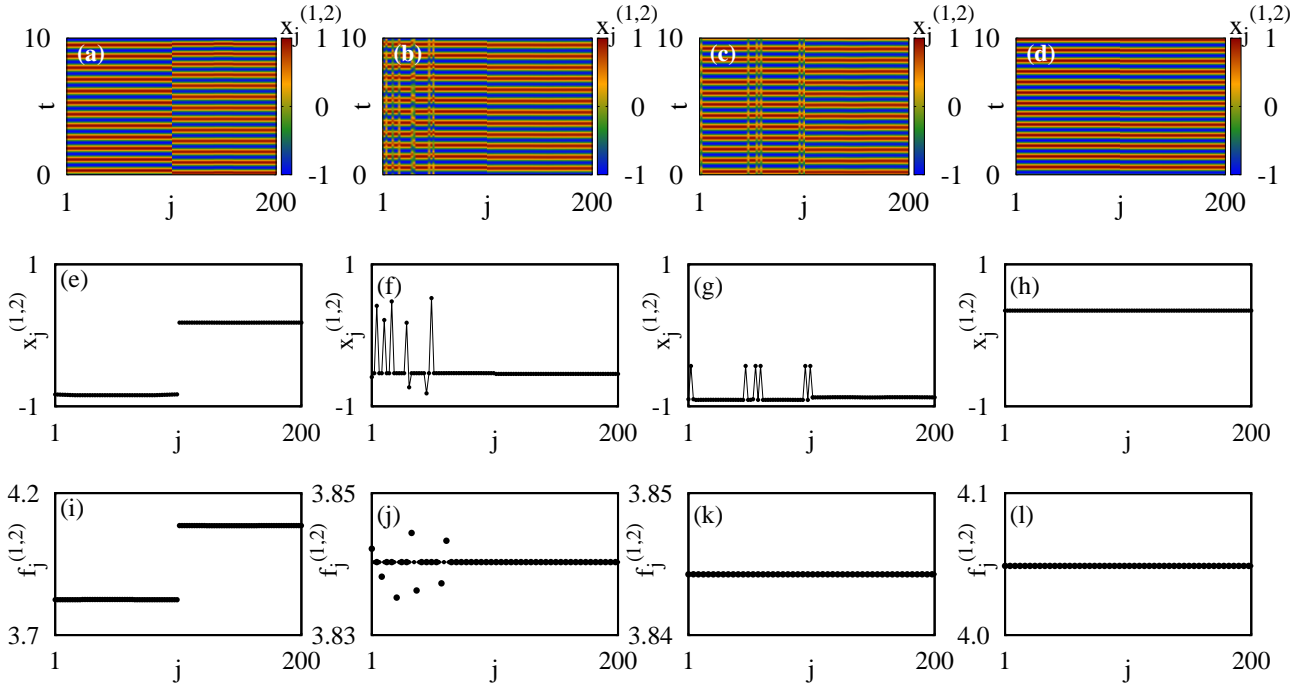 x_j^(1,2) x_j^(1,2) x_j^(1,2) x_j^(1,2)
10 (a) 1 10 (b) 1 10 (c) 1 10 (d) 1
t 0 t 0 t 0 t 0
0 -1 0 -1 0 -1 0 -1
1 j 200 1 j 200 1 j 200 1 j 200
1 (e) 1 (f) 1 (g) 1 (h)
x_j^(1,2) x_j^(1,2) x_j^(1,2) x_j^(1,2)
-1 -1 -1 -1
1 j 200 1 j 200 1 j 200 1 j 200
4.2 (i) 3.85 (j) 3.85 (k) 4.1 (l)
f_j^(1,2) f_j^(1,2) f_j^(1,2) f_j^(1,2)
3.7 3.83 3.84 4.0
1 j 200 1 j 200 1 j 200 1 j 200